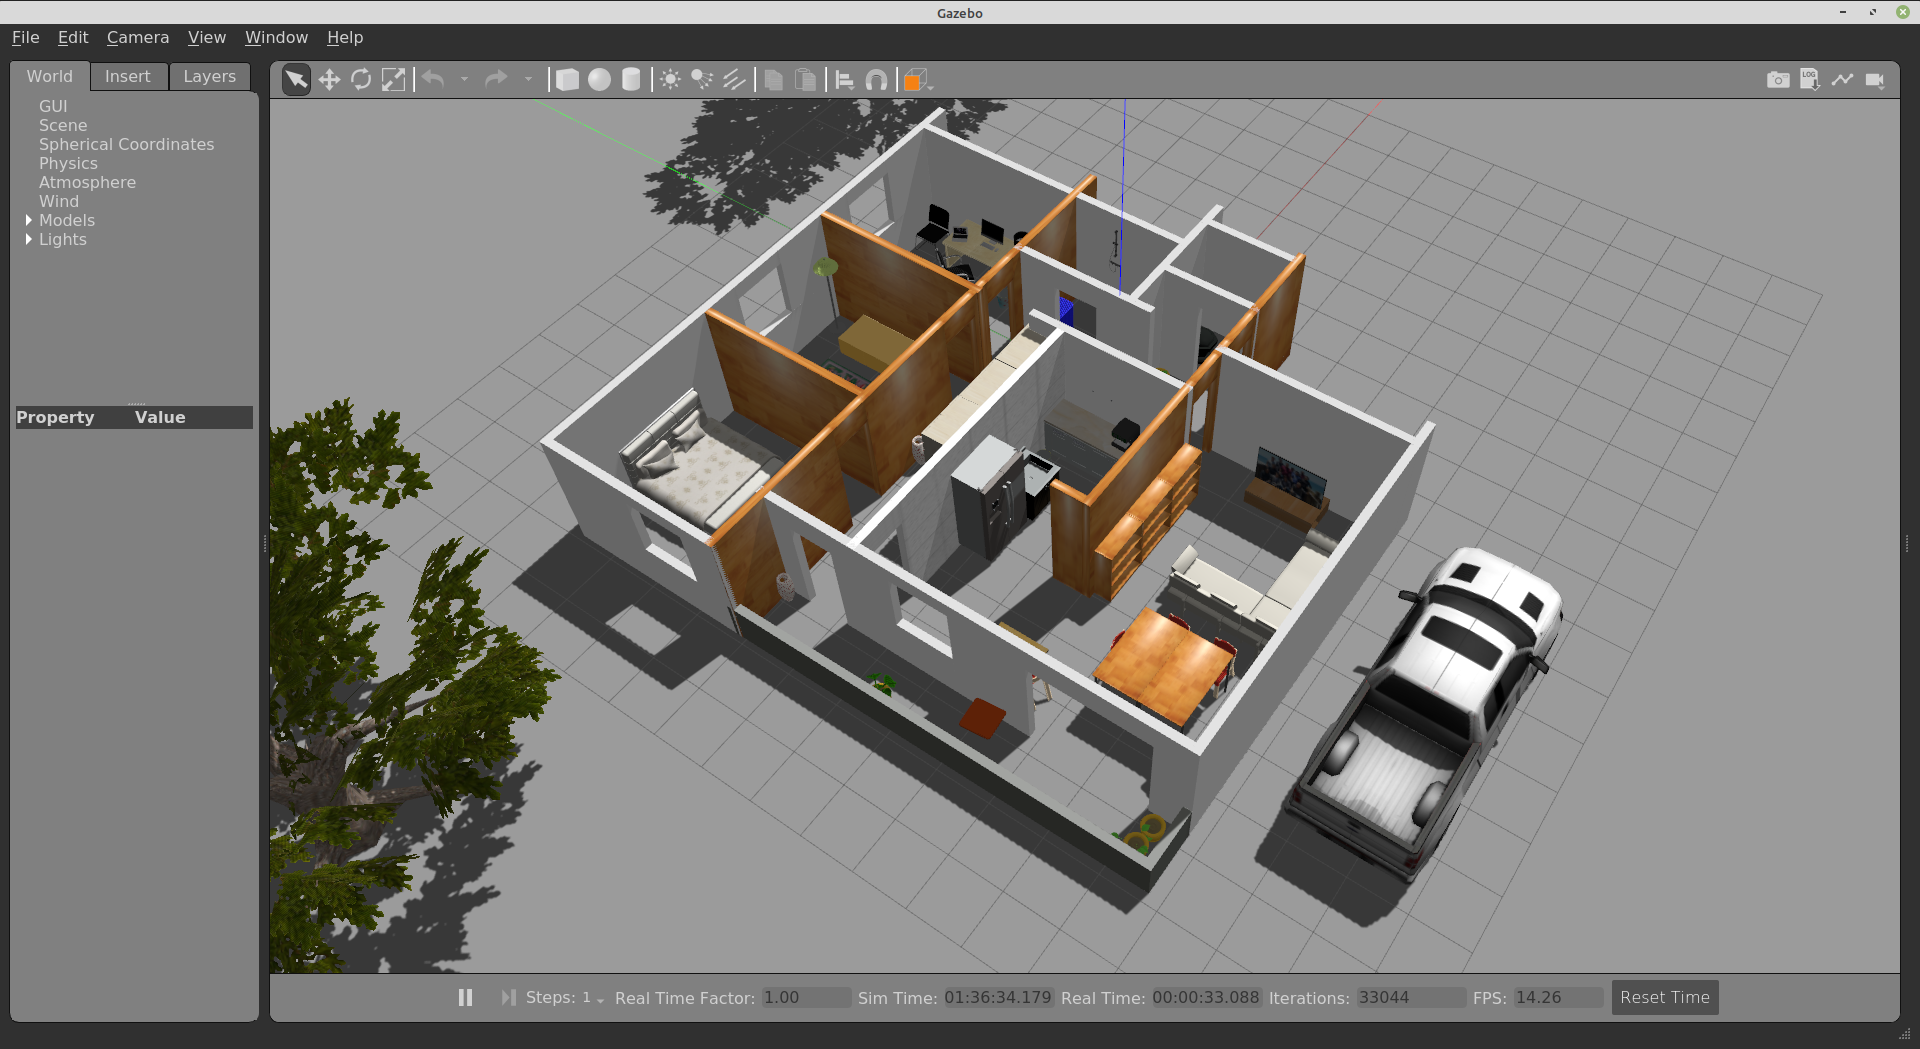 Gazebo
File Edit Camera View Window Help
World Insert Layers
GUI
Scene
Spherical Coordinates
Physics
Atmosphere
Wind
Models
Lights
Property Value
LOG
Steps: 1 Real Time Factor: 1.00 Sim Time: 01:36:34.179 Real Time: 00:00:33.088 Iterations: 33044 FPS: 14.26 Reset Time